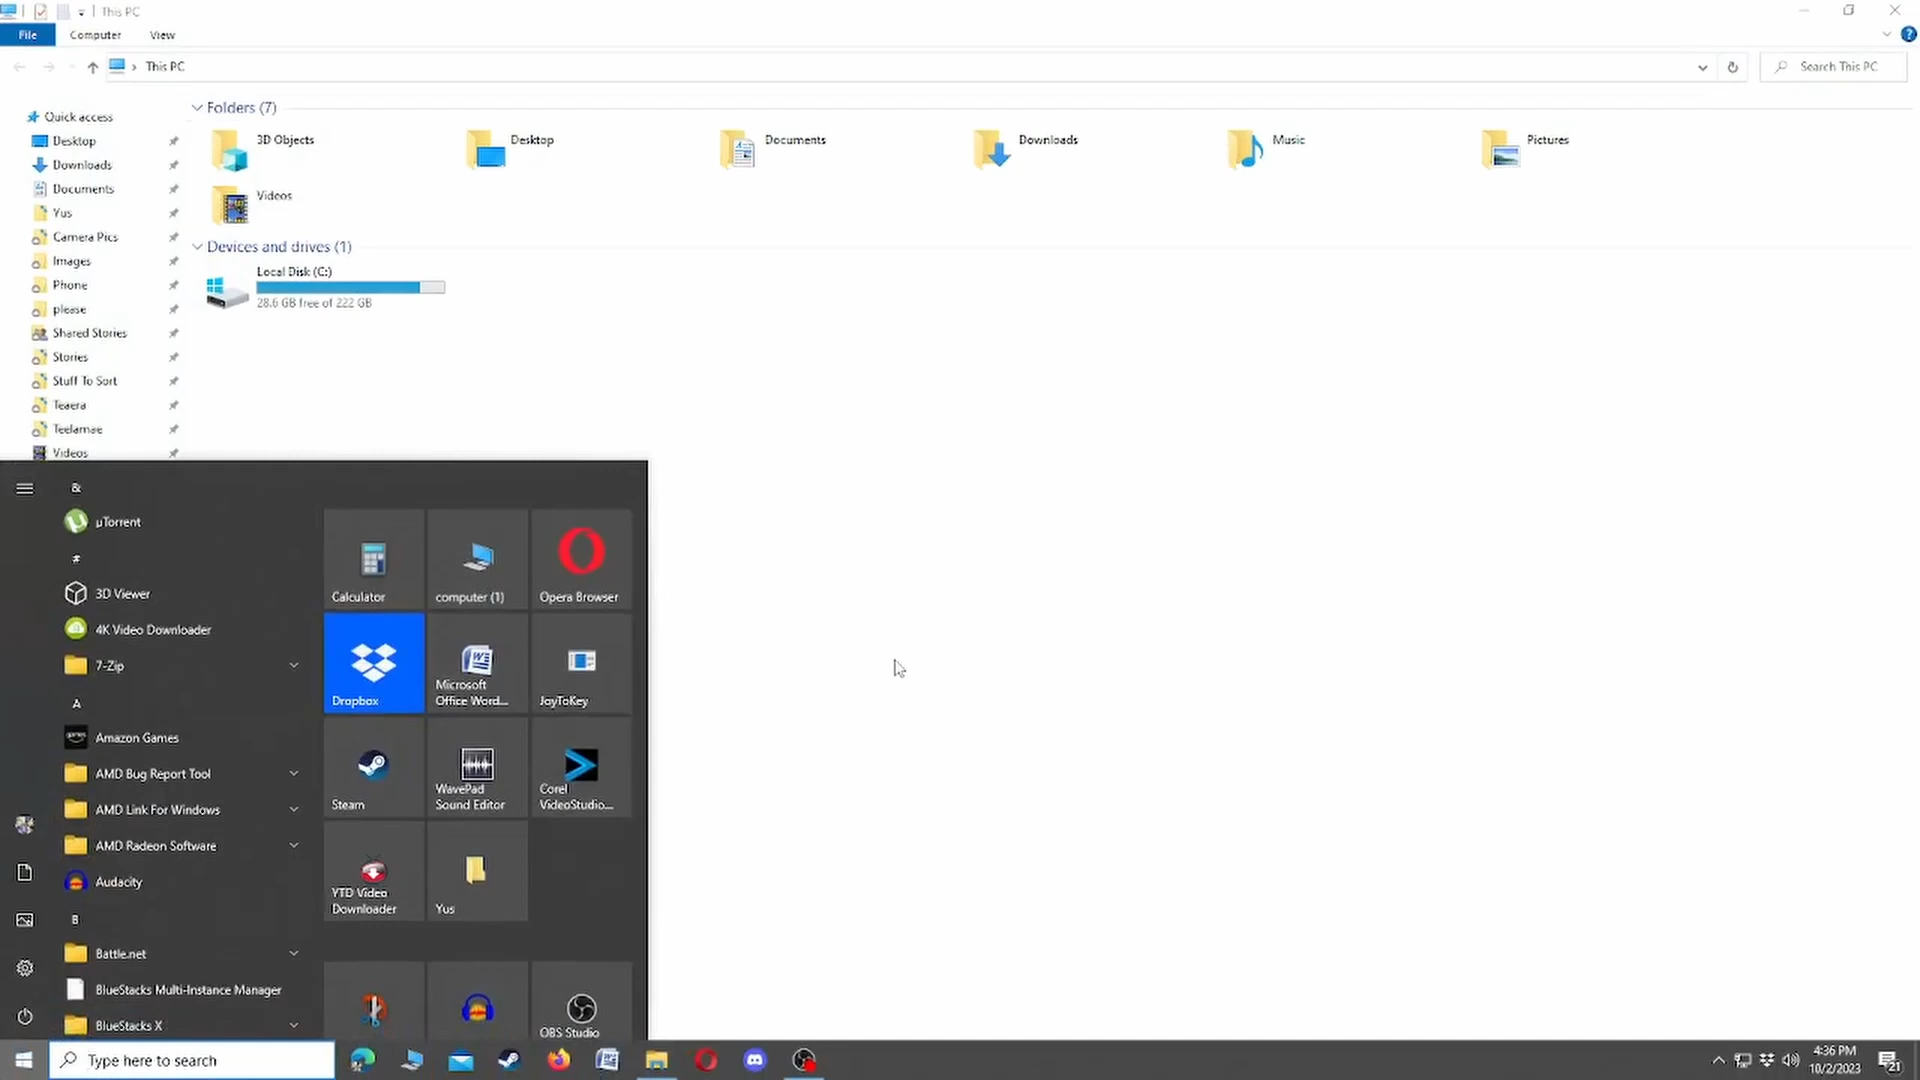 This PC
File
Computer
View
This PC
Search This PC
Quick access
Desktop
Downloads
Documents
Yus
Camera Pics
Images
Phone
please
Shared Stories
Stories
Stuff To Sort
Teaera
Teelamae
Videos
Folders (7)
3D Objects
Desktop
Documents
Downloads
Music
Pictures
Videos
Devices and drives (1)
Local Disk (C:)
28.6 GB free of 222 GB
&
µTorrent
#
3D Viewer
4K Video Downloader
7-Zip
A
Amazon Games
AMD Bug Report Tool
AMD Link For Windows
AMD Radeon Software
Audacity
B
Battle.net
BlueStacks Multi-Instance Manager
BlueStacks X
Calculator
computer (1)
Opera Browser
Dropbox
Microsoft
Office Word...
JoyToKey
Steam
WavePad
Sound Editor
Corel
VideoStudio...
YTD Video
Downloader
Yus
OBS Studio
Type here to search
4:36 PM
10/2/2023
21